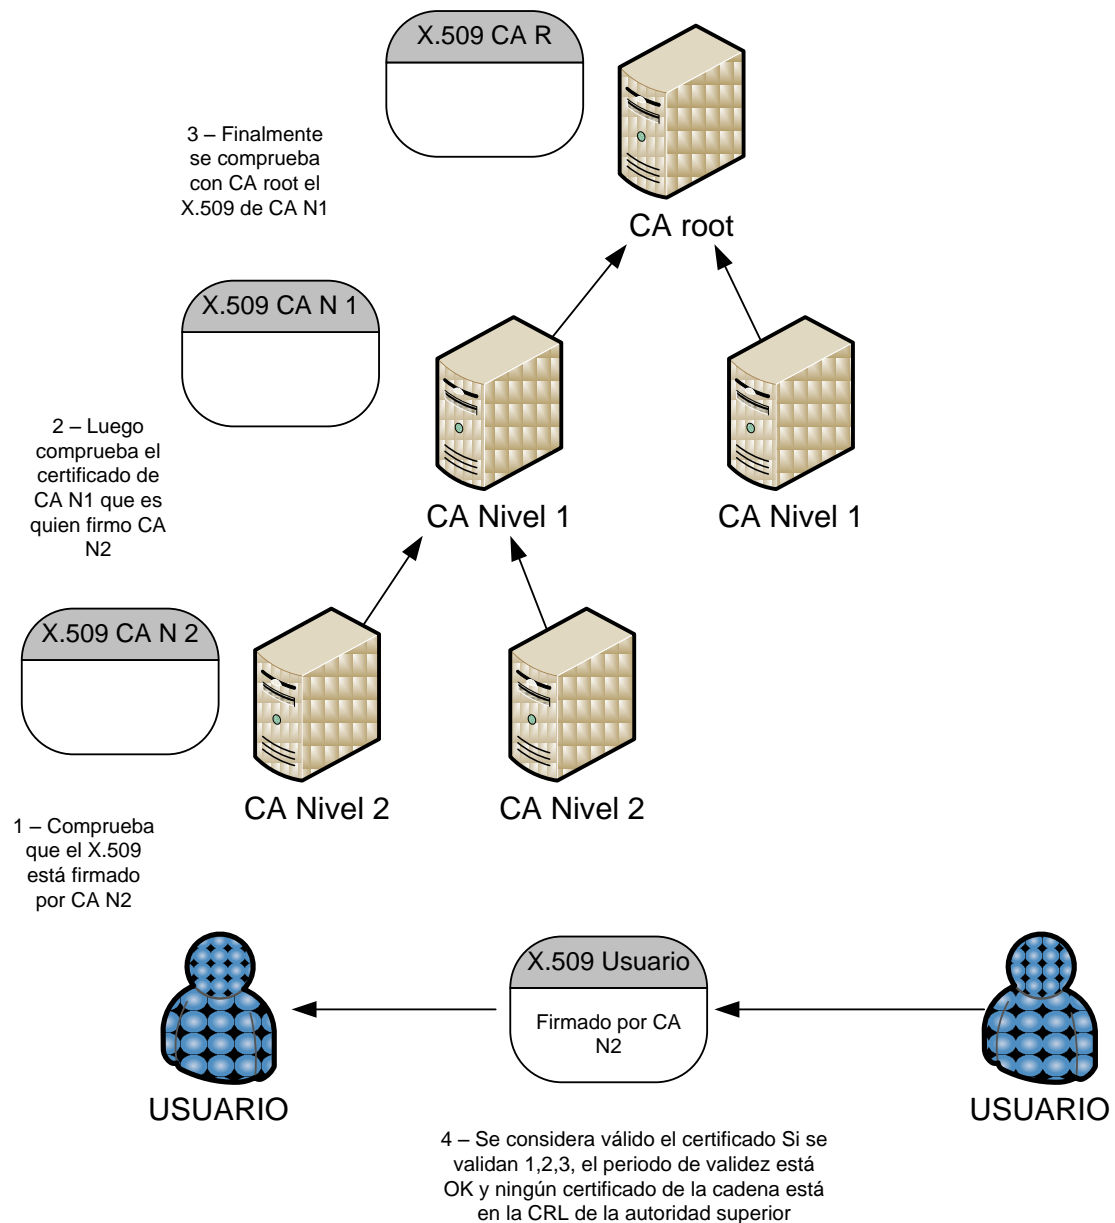 X.509 CA R
3 – Finalmente
se comprueba
con CA root el
X.509 de CA N1
CA root
X.509 CA N 1
2 – Luego
comprueba el
certificado de
CA N1 que es
quien firmo CA
N2
CA Nivel 1
CA Nivel 1
X.509 CA N 2
CA Nivel 2
CA Nivel 2
1 – Comprueba
que el X.509
está firmado
por CA N2
X.509 Usuario
Firmado por CA
N2
USUARIO
USUARIO
4 – Se considera válido el certificado Si se
validan 1,2,3, el periodo de validez está
OK y ningún certificado de la cadena está
en la CRL de la autoridad superior